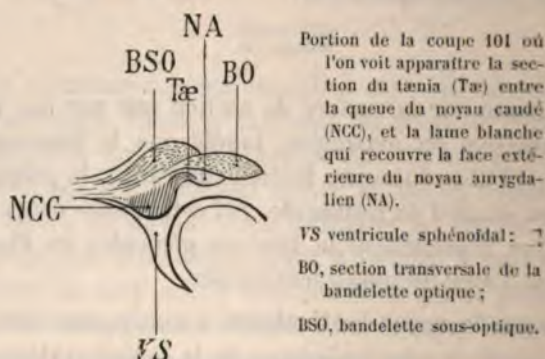 NA
BSO
Tæ
BO
NCC
VS
Portion de la coupe 101 où
l'on voit apparaître la sec-
tion du tænia (Tæ) entre
la queue du noyau caudé
(NCC), et la lame blanche
qui recouvre la face exté-
rieure du noyau amygda-
lien (NA).
VS ventricule sphénoïdal :
BO, section transversale de la
bandelette optique ;
BSO, bandelette sous-optique.